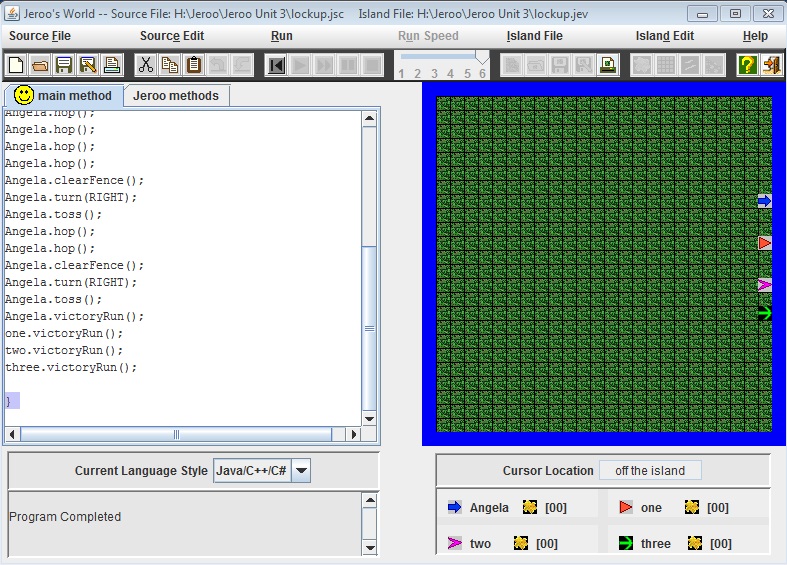 Jeroo's World -- Source File: H:\Jeroo\Jeroo Unit 3\lockup.jsc Island File: H:\Jeroo\Jeroo Unit 3\lockup.jev
Source File Source Edit Run Run Speed Island File Island Edit Help
1 2 3 4 5 6
main method Jeroo methods
Angela.hop();
Angela.hop();
Angela.hop();
Angela.hop();
Angela.clearFence();
Angela.turn(RIGHT);
Angela.toss();
Angela.hop();
Angela.hop();
Angela.clearFence();
Angela.turn(RIGHT);
Angela.toss();
Angela.victoryRun();
one.victoryRun();
two.victoryRun();
three.victoryRun();
}
Current Language Style Java/C++/C#
Cursor Location off the island
Program Completed
Angela [00] one [00]
two [00] three [00]